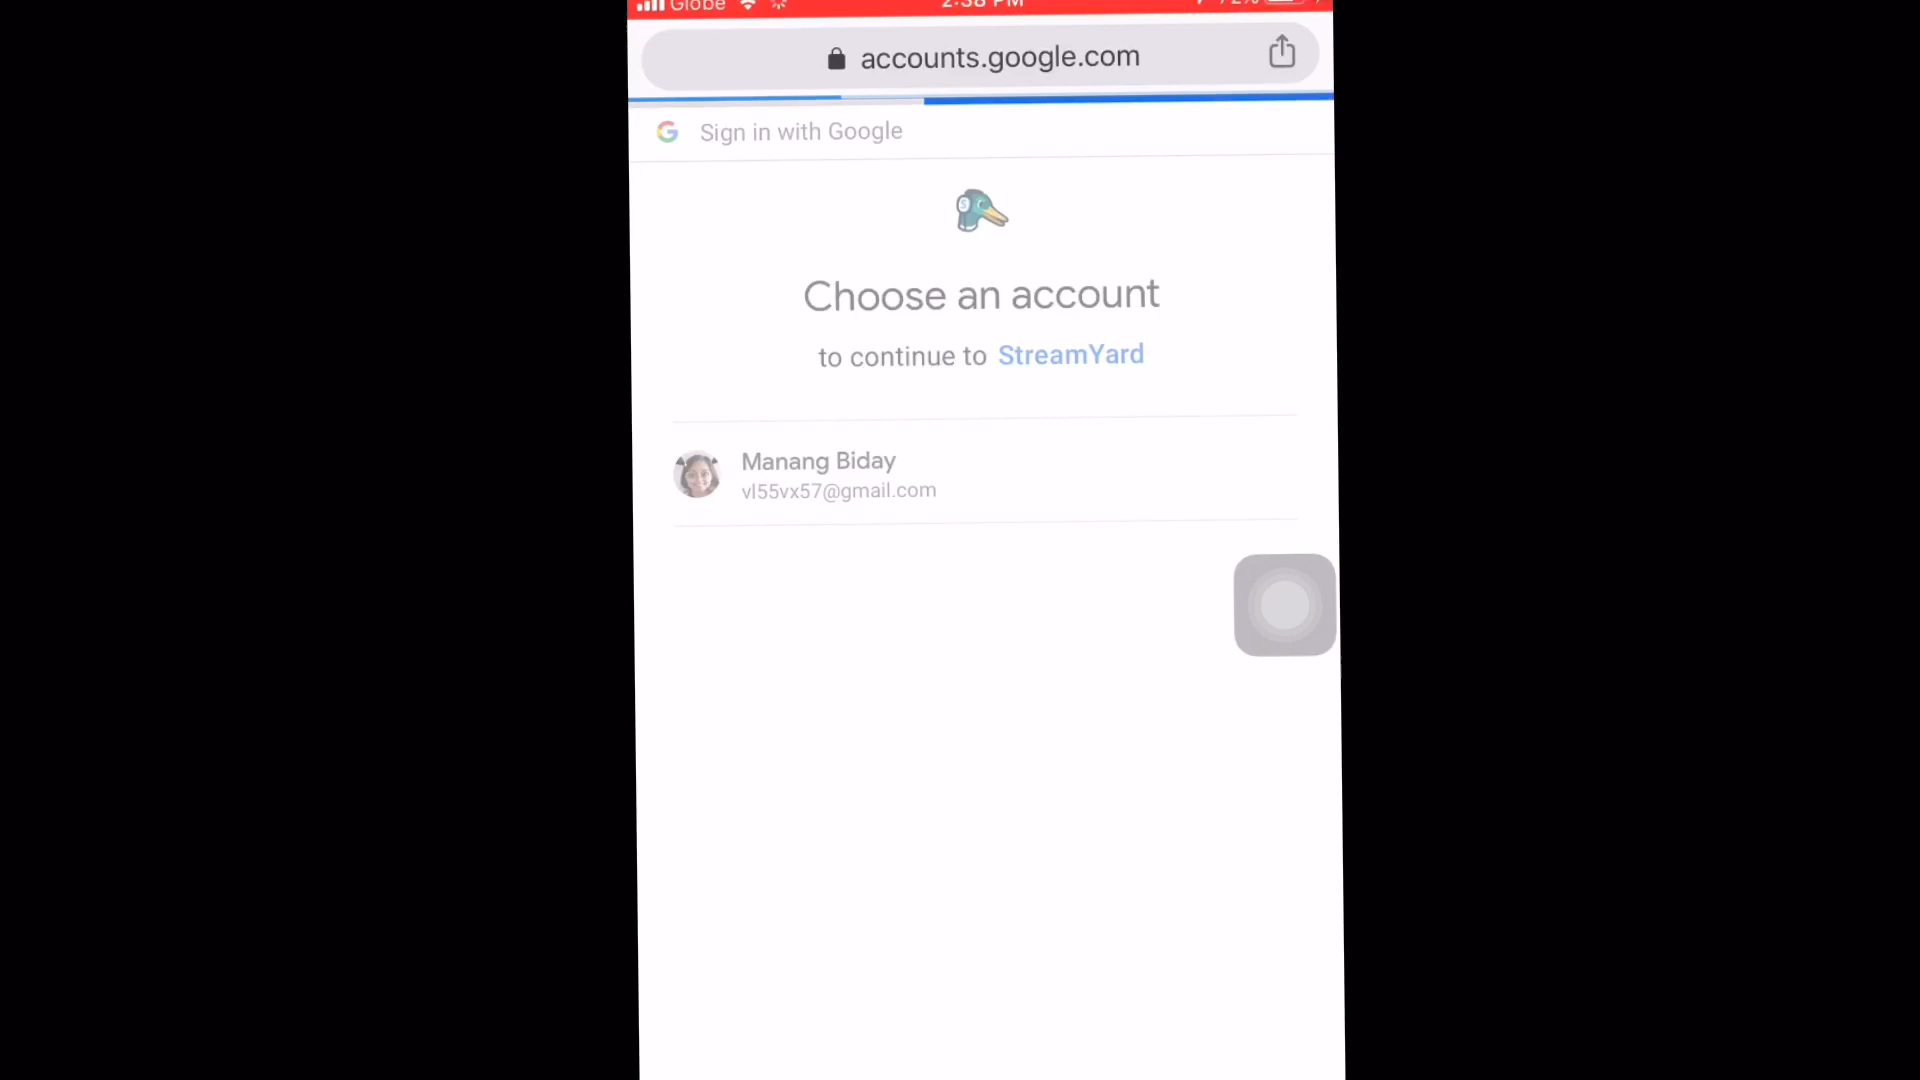 Globe 2:38 PM 72%
accounts.google.com
Sign in with Google
Choose an account
to continue to StreamYard
Manang Biday
vl55vx57@gmail.com